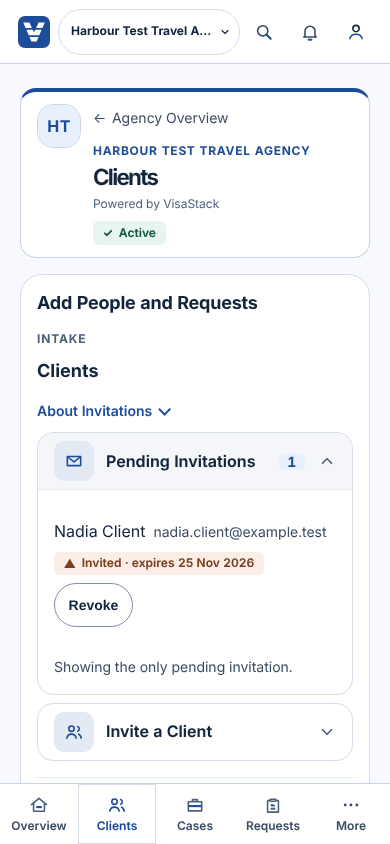 Harbour Test Travel A...
HT
← Agency Overview
HARBOUR TEST TRAVEL AGENCY
Clients
Powered by VisaStack
✓ Active
Add People and Requests
INTAKE
Clients
About Invitations
Pending Invitations 1
Nadia Client nadia.client@example.test
Invited · expires 25 Nov 2026
Revoke
Showing the only pending invitation.
Invite a Client
Overview Clients Cases Requests More